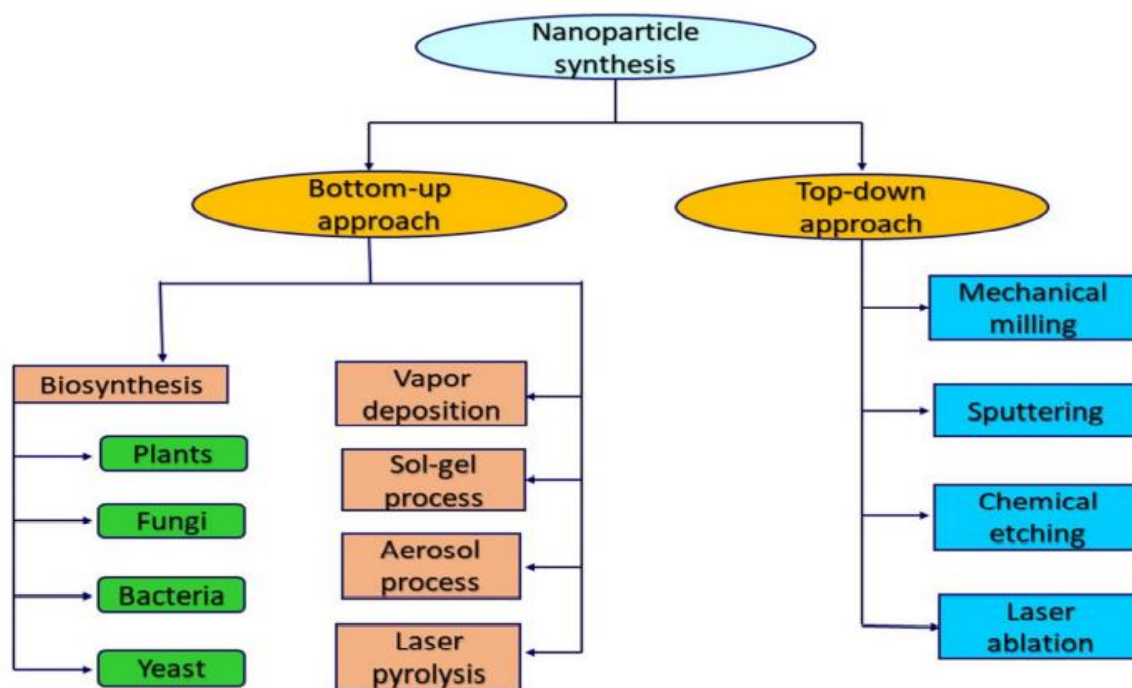 Nanoparticle
synthesis
Bottom-up
approach
Top-down
approach
Biosynthesis
Plants
Fungi
Bacteria
Yeast
Vapor
deposition
Sol-gel
process
Aerosol
process
Laser
pyrolysis
Mechanical
milling
Sputtering
Chemical
etching
Laser
ablation